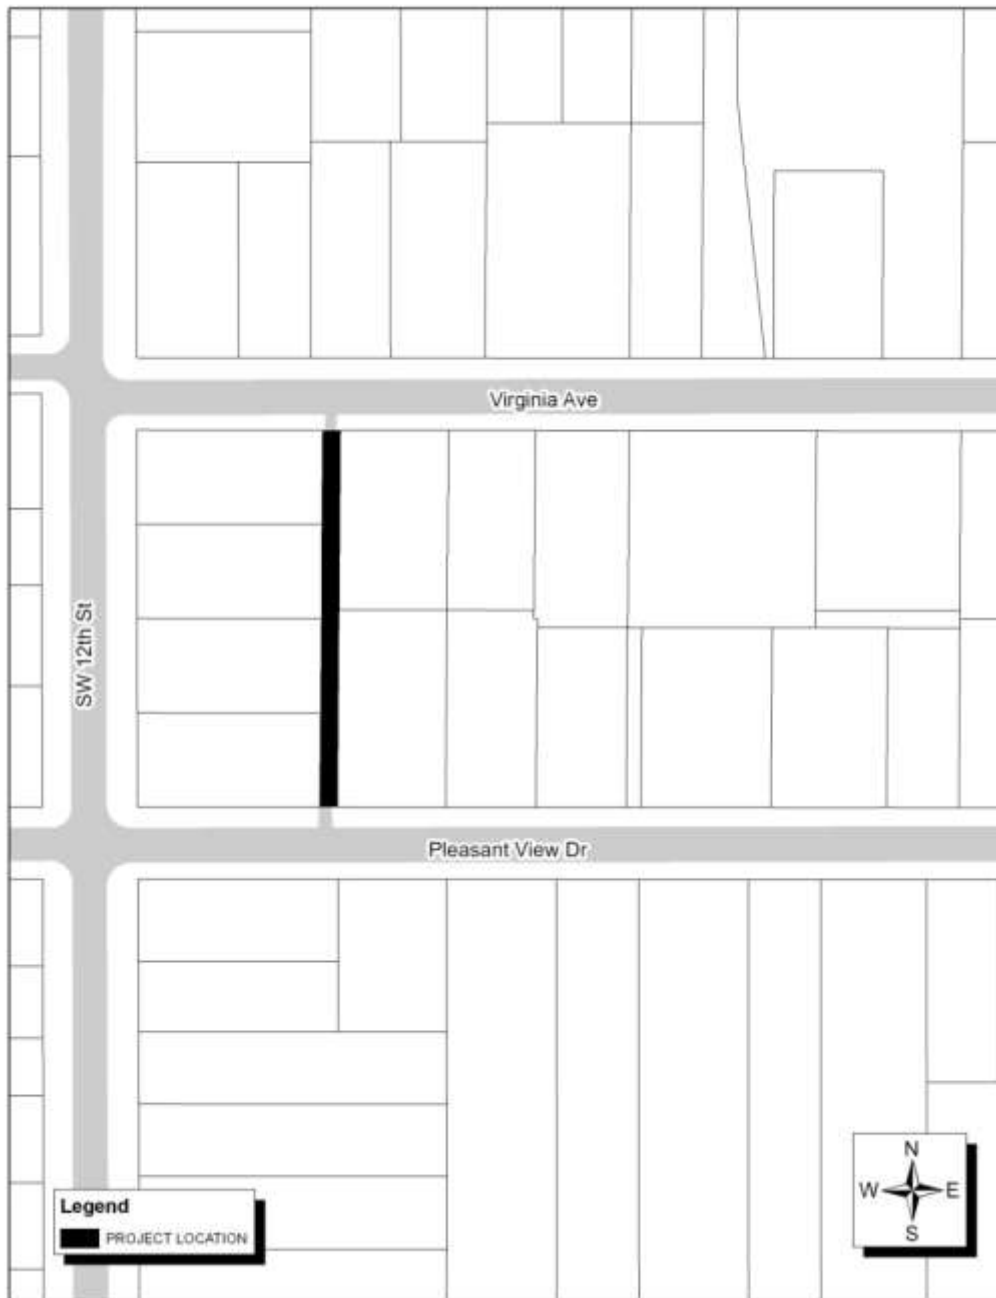 Virginia Ave
SW 12th St
Pleasant View Dr
N
W E
S
Legend
PROJECT LOCATION